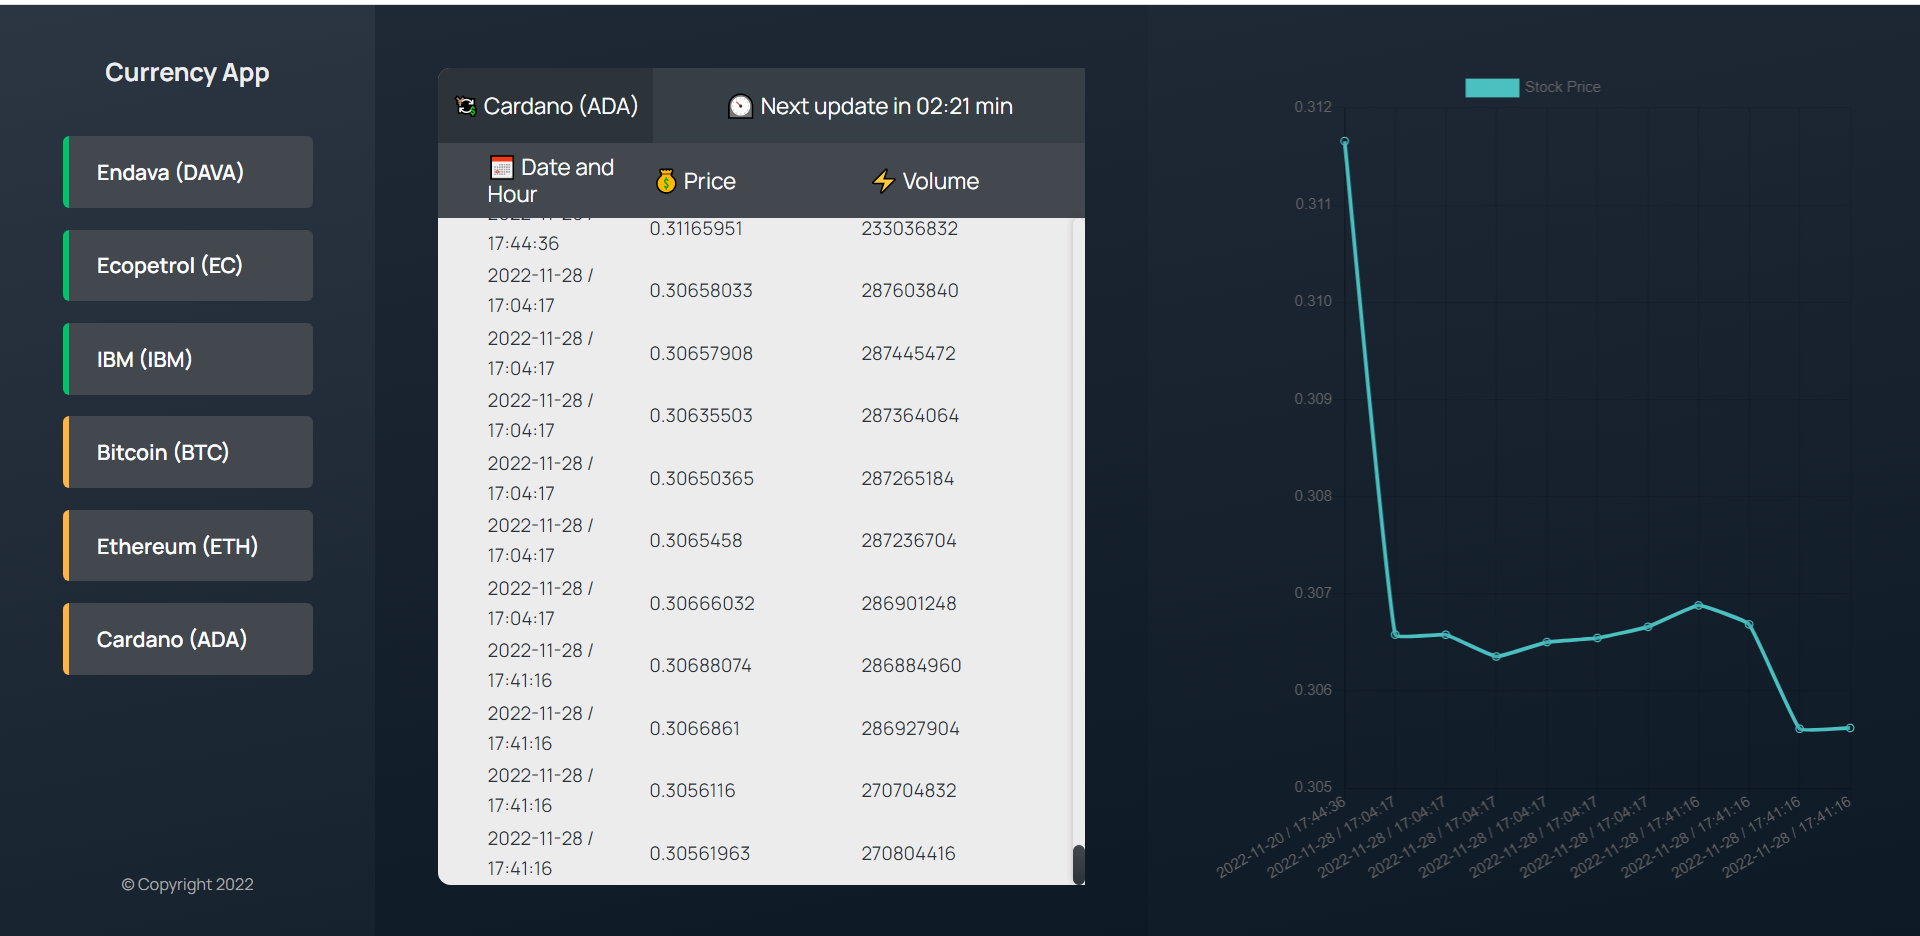 Currency App
Endava (DAVA)
Ecopetrol (EC)
IBM (IBM)
Bitcoin (BTC)
Ethereum (ETH)
Cardano (ADA)
© Copyright 2022
Cardano (ADA)
Next update in 02:21 min
Date and
Hour
Price
Volume
17:44:36
0.31165951
233036832
2022-11-28 /
17:04:17
0.30658033
287603840
2022-11-28 /
17:04:17
0.30657908
287445472
2022-11-28 /
17:04:17
0.30635503
287364064
2022-11-28 /
17:04:17
0.30650365
287265184
2022-11-28 /
17:04:17
0.3065458
287236704
2022-11-28 /
17:04:17
0.30666032
286901248
2022-11-28 /
17:41:16
0.30688074
286884960
2022-11-28 /
17:41:16
0.3066861
286927904
2022-11-28 /
17:41:16
0.3056116
270704832
2022-11-28 /
17:41:16
0.30561963
270804416
Stock Price
0.312
0.311
0.310
0.309
0.308
0.307
0.306
0.305
2022-11-20 / 17:44:36
2022-11-28 / 17:04:17
2022-11-28 / 17:04:17
2022-11-28 / 17:04:17
2022-11-28 / 17:04:17
2022-11-28 / 17:04:17
2022-11-28 / 17:04:17
2022-11-28 / 17:41:16
2022-11-28 / 17:41:16
2022-11-28 / 17:41:16
2022-11-28 / 17:41:16